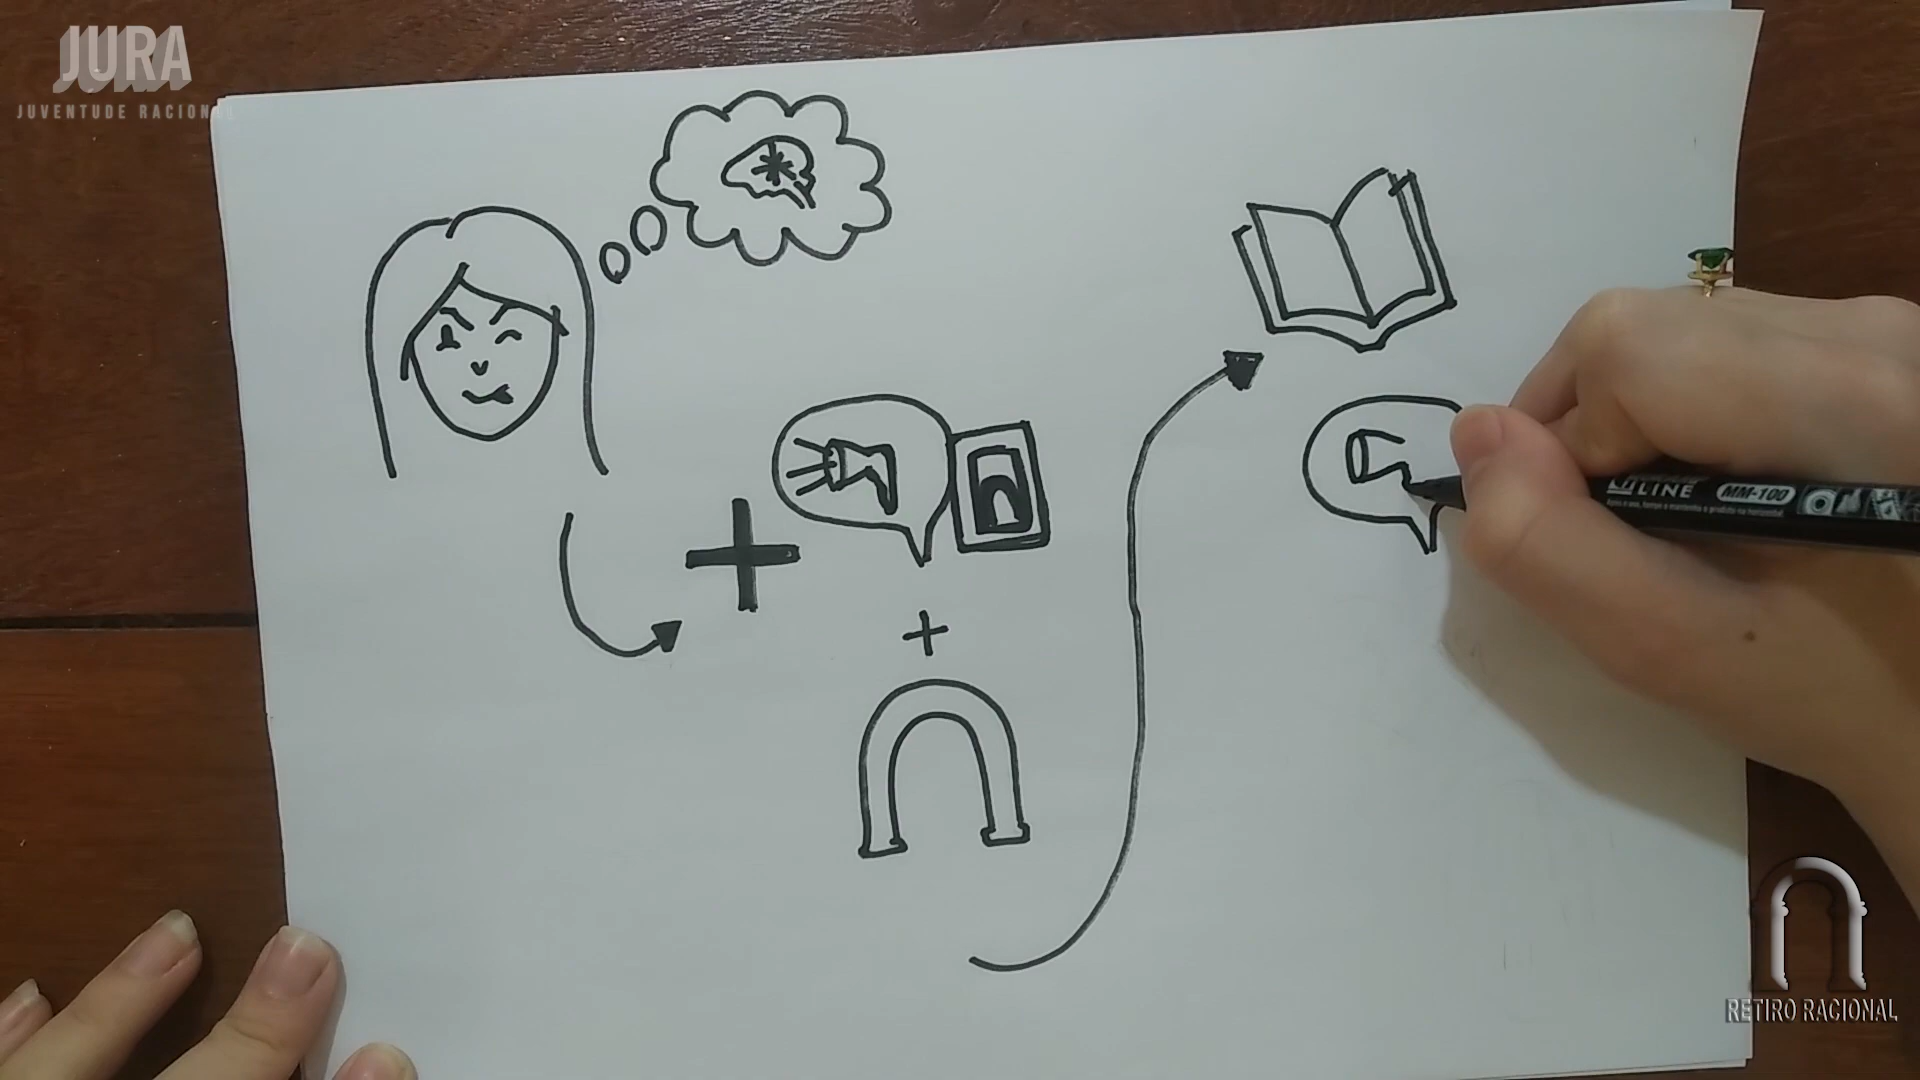 JURA
JUVENTUDE RACIONAL
LINE MM-100
RETIRO RACIONAL